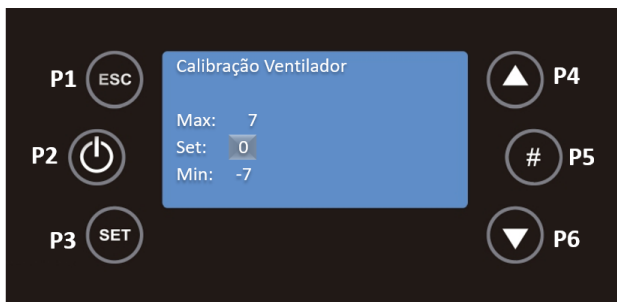 P1 ESC
Calibração Ventilador
P4
Max: 7
P2
Set: 0
# P5
Min: -7
P3 SET
P6